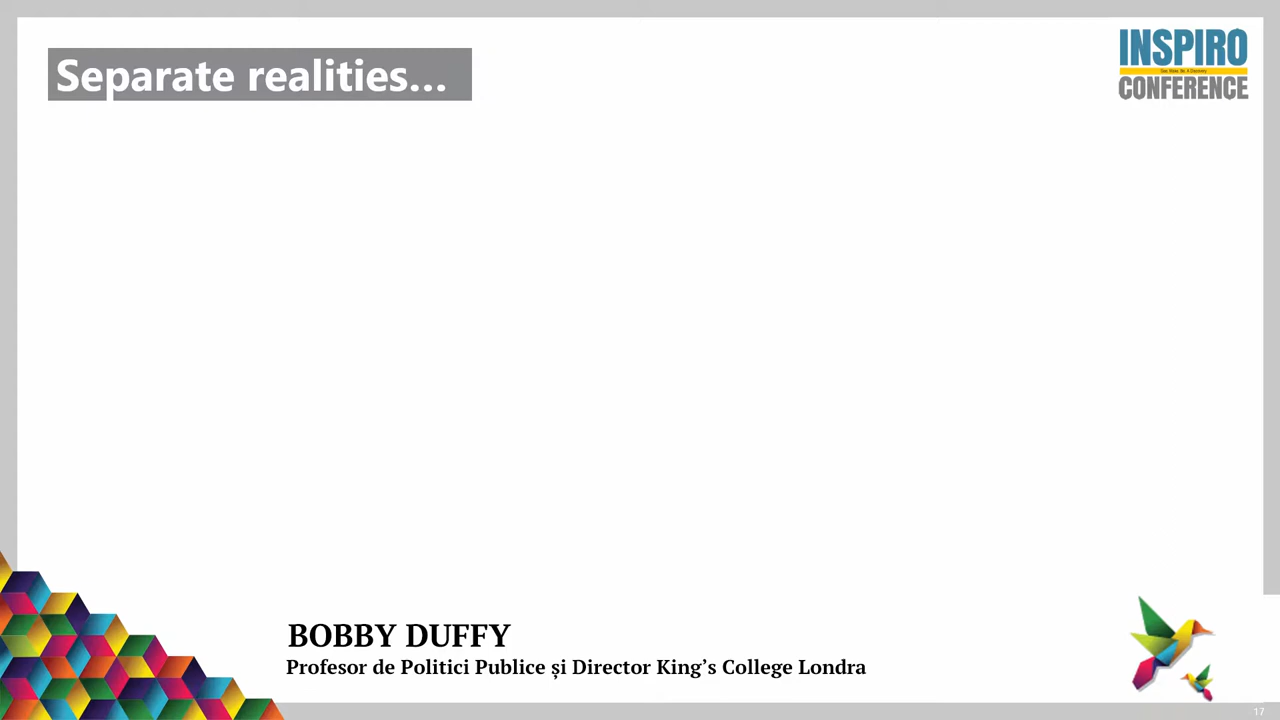 Separate realities...
INSPIRO
CONFERENCE
BOBBY DUFFY
Profesor de Politici Publice și Director King's College Londra
17